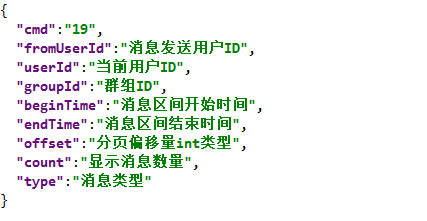 {
"cmd":"19",
"fromUserId":"消息发送用户ID",
"userId":"当前用户ID",
"groupId":"群组ID",
"beginTime":"消息区间开始时间",
"endTime":"消息区间结束时间",
"offset":"分页偏移量int类型",
"count":"显示消息数量",
"type":"消息类型"
}